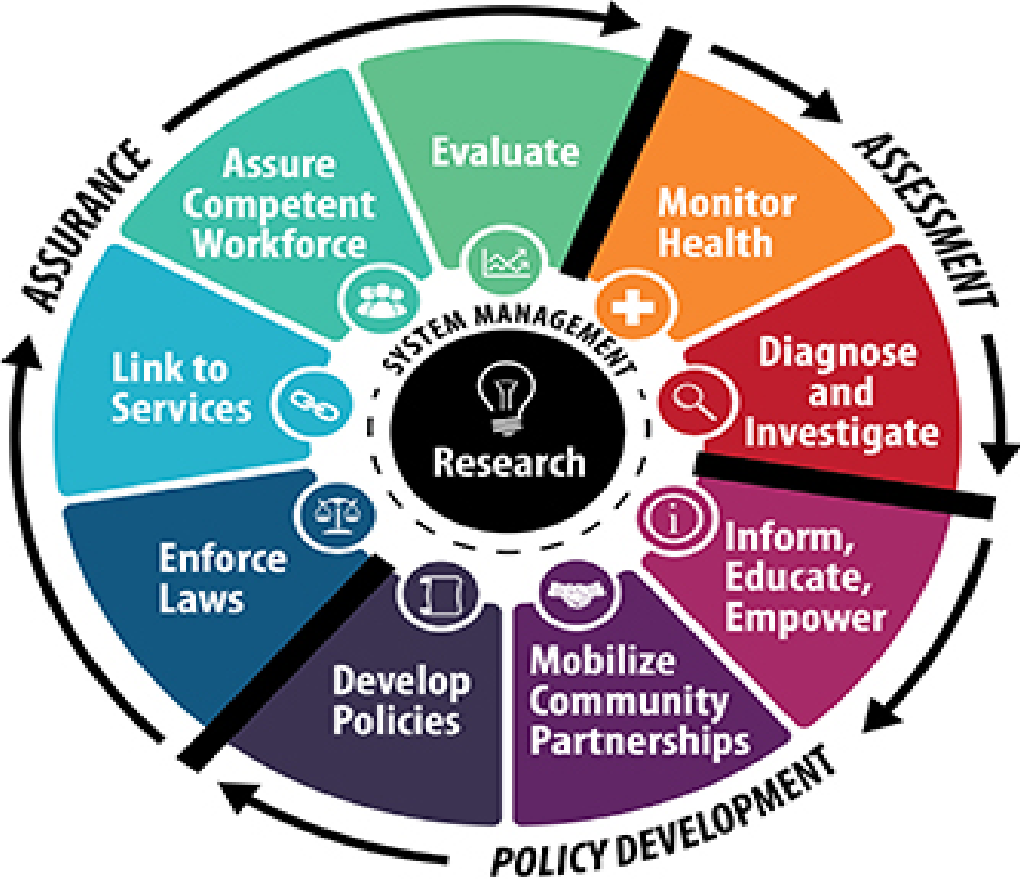 ASSURANCE
ASSESSMENT
Evaluate
Monitor
Health
Diagnose
and
Investigate
Inform,
Educate,
Empower
Mobilize
Community
Partnerships
Develop
Policies
Enforce
Laws
Link to
Services
Assure
Competent
Workforce
SYSTEM MANAGEMENT
Research
POLICY DEVELOPMENT